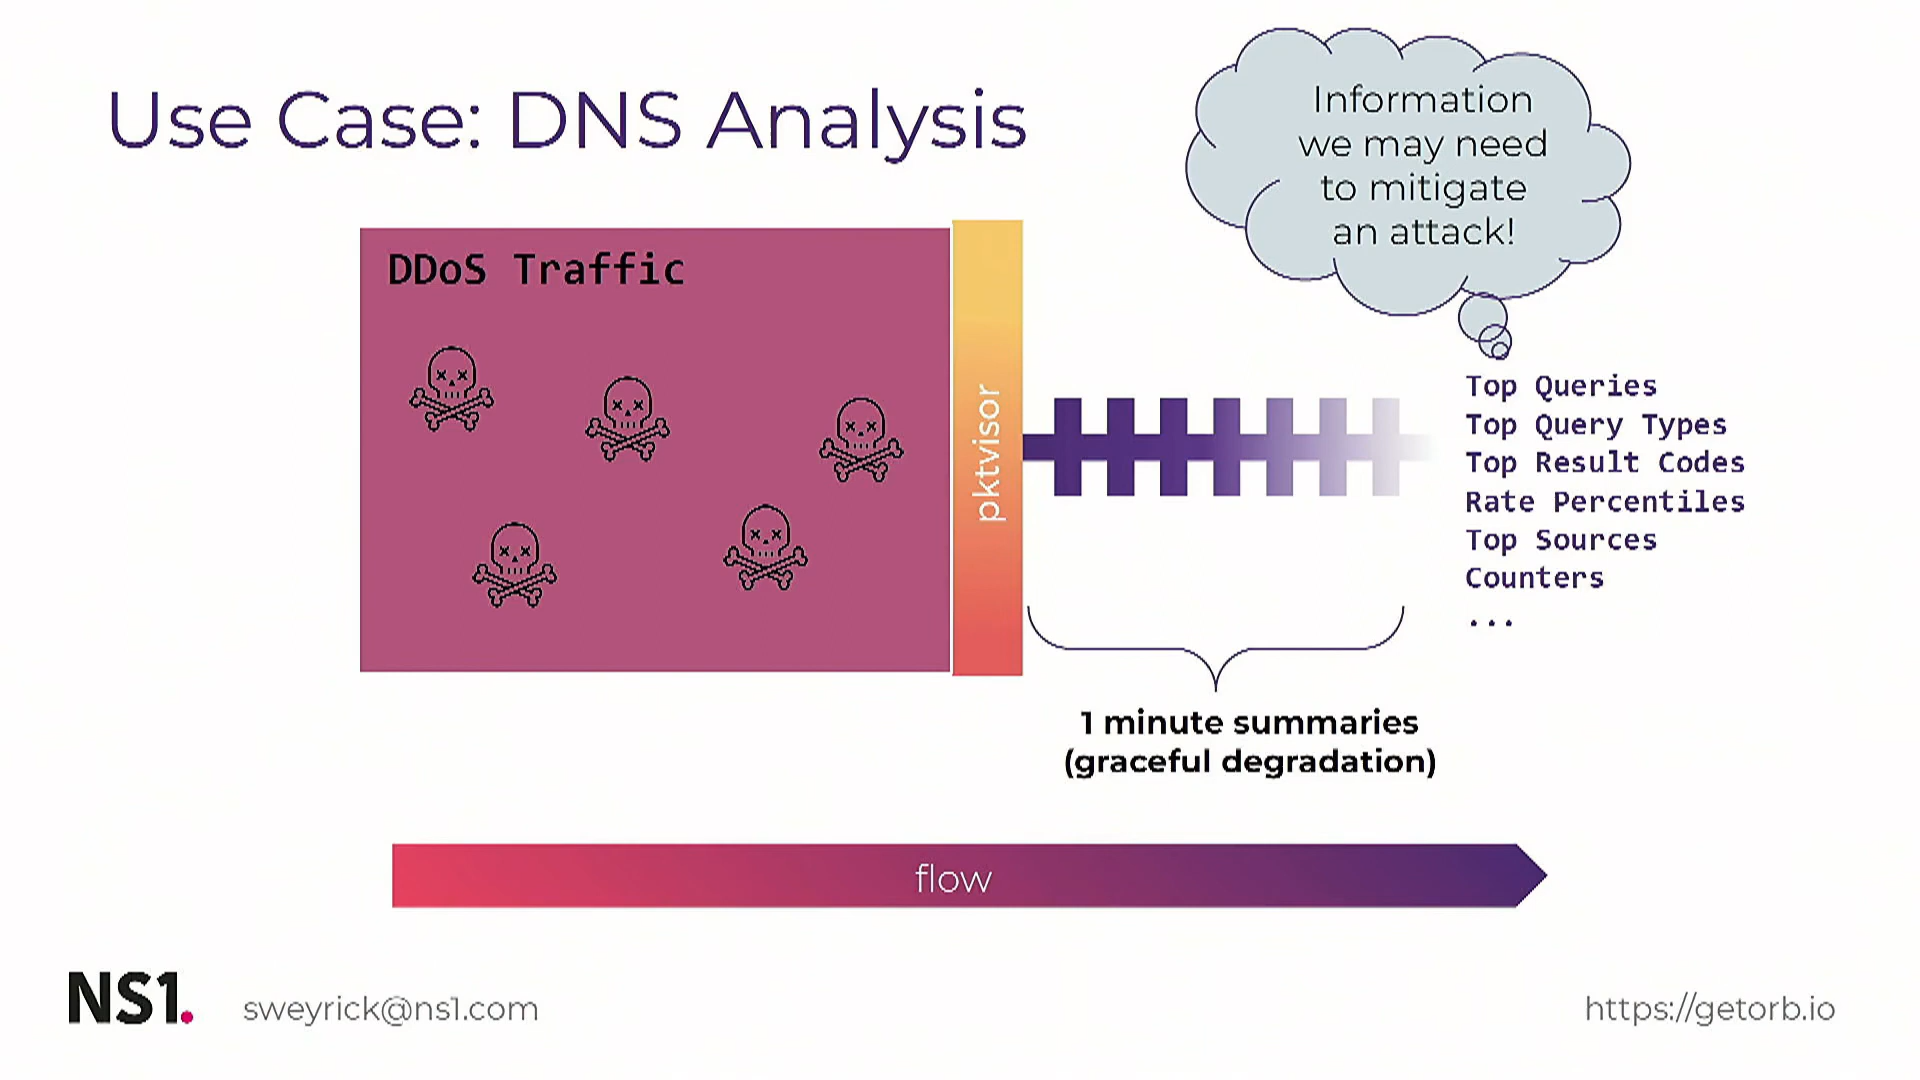 Use Case: DNS Analysis
Information
we may need
to mitigate
an attack!
DDoS Traffic
pktvisor
Top Queries
Top Query Types
Top Result Codes
Rate Percentiles
Top Sources
Counters
...
1 minute summaries
(graceful degradation)
flow
NS1.
sweyrick@ns1.com
https://getorb.io